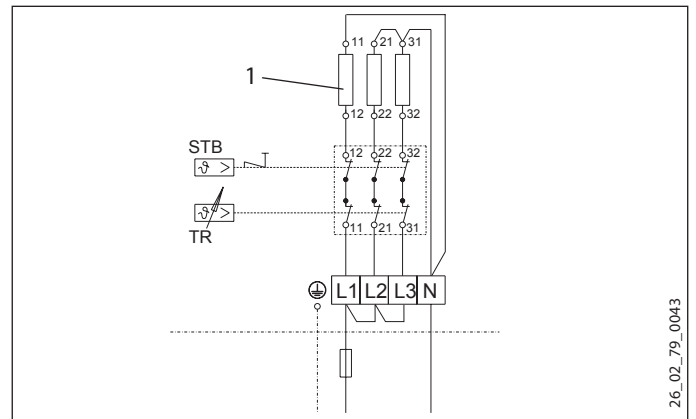 11 21 31
1
12 22 32
STB
12 22 32
ϑ >
ϑ >
TR
11 21 31
L1 L2 L3 N
26_02_79_0043